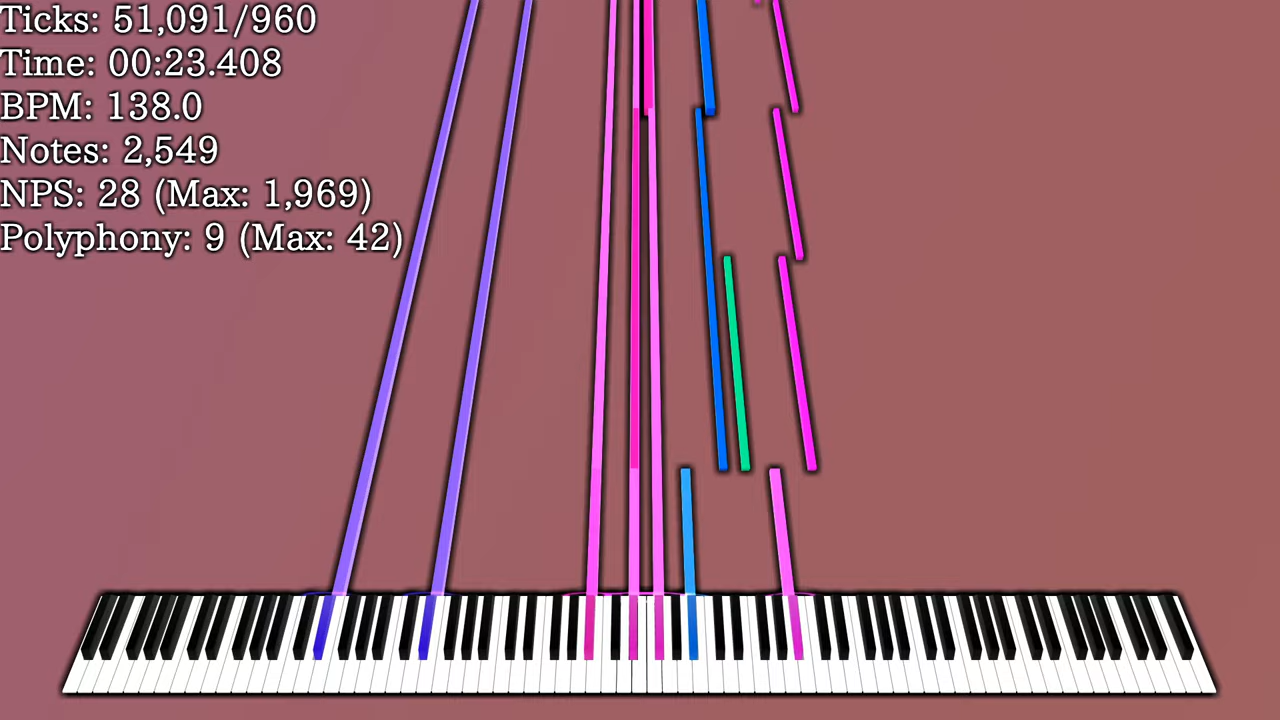 Ticks: 51,091/960
Time: 00:23.408
BPM: 138.0
Notes: 2,549
NPS: 28 (Max: 1,969)
Polyphony: 9 (Max: 42)